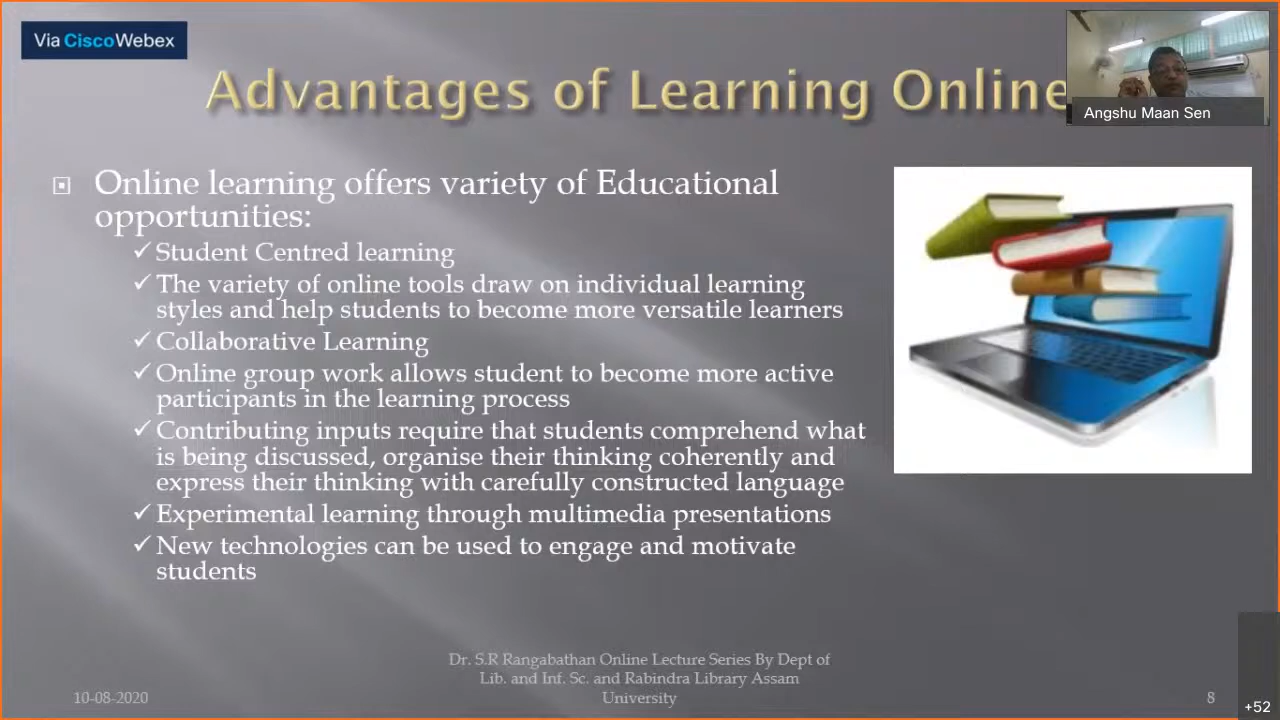 Via CiscoWebex
Advantages of Learning Online
Angshu Maan Sen
Online learning offers variety of Educational
opportunities:
✓Student Centred learning
✓The variety of online tools draw on individual learning
styles and help students to become more versatile learners
✓Collaborative Learning
✓Online group work allows student to become more active
participants in the learning process
✓Contributing inputs require that students comprehend what
is being discussed, organise their thinking coherently and
express their thinking with carefully constructed language
✓Experimental learning through multimedia presentations
✓New technologies can be used to engage and motivate
students
Dr. S.R Rangabathan Online Lecture Series By Dept of
Lib. and Inf. Sc. and Rabindra Library Assam
University
10-08-2020
8
+52